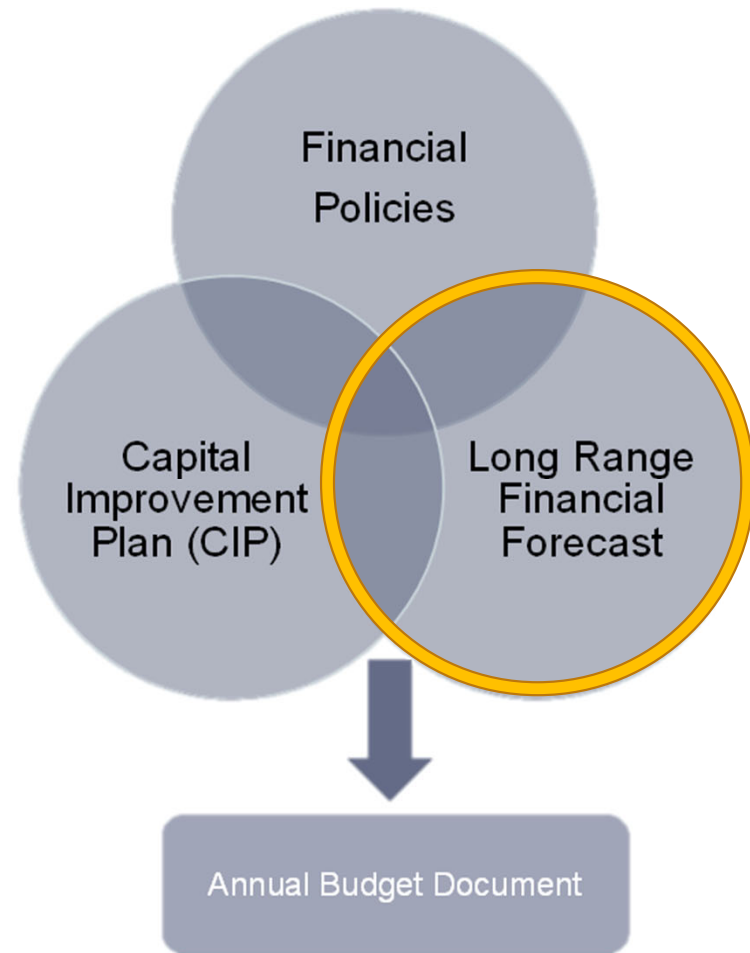 Financial
Policies
Capital
Improvement
Plan (CIP)
Long Range
Financial
Forecast
Annual Budget Document